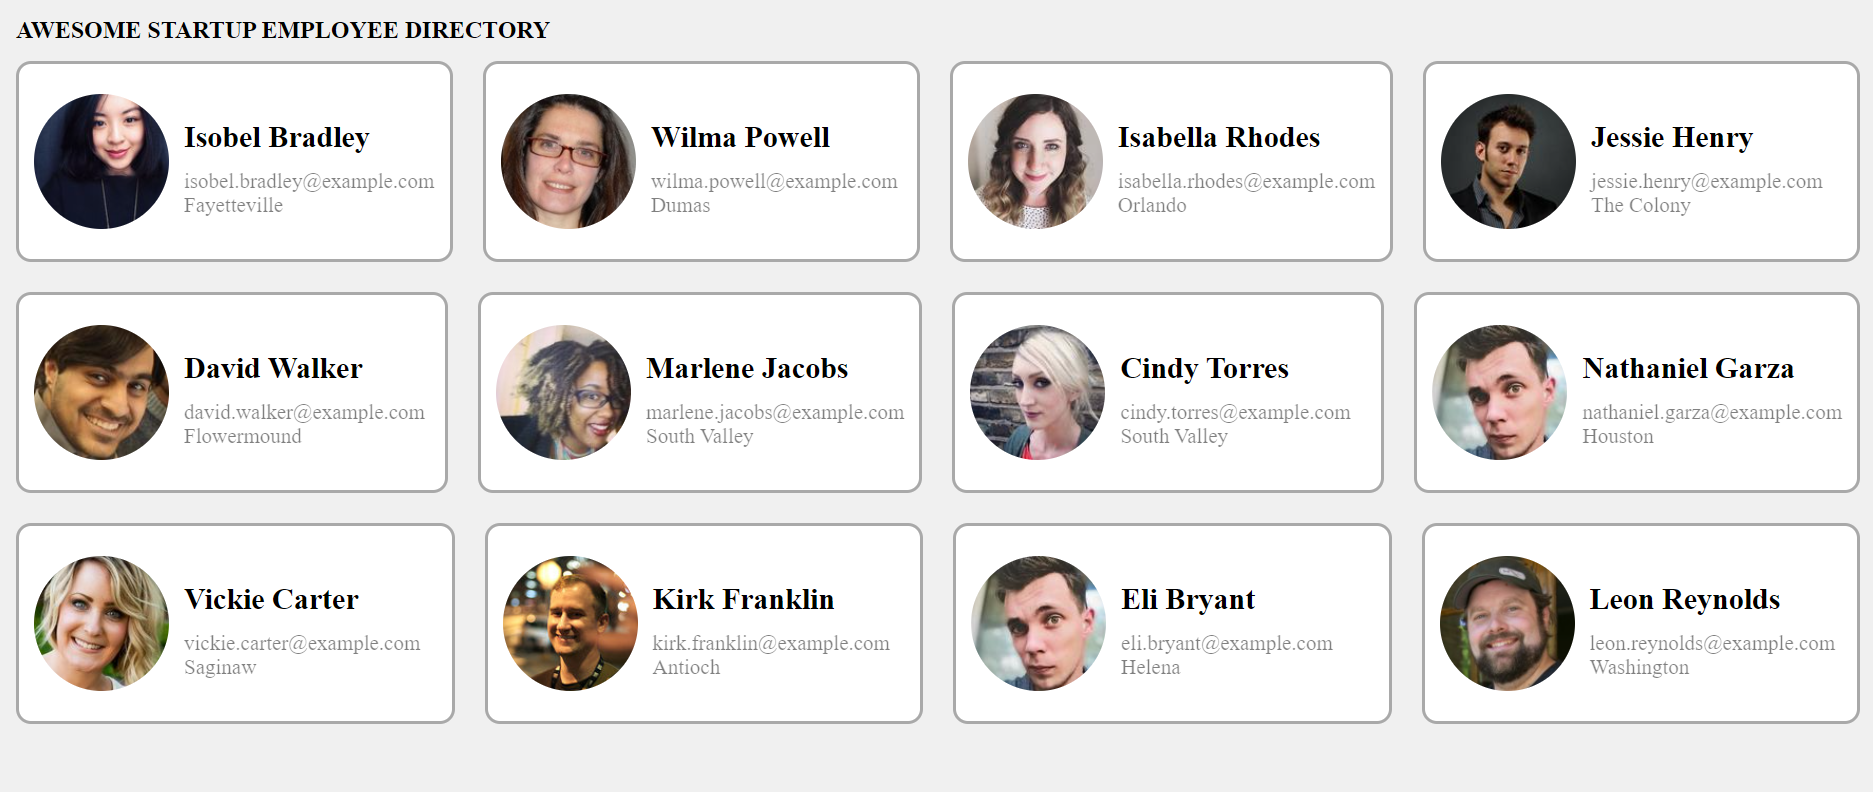 AWESOME STARTUP EMPLOYEE DIRECTORY
Isobel Bradley
isobel.bradley@example.com
Fayetteville
Wilma Powell
wilma.powell@example.com
Dumas
Isabella Rhodes
isabella.rhodes@example.com
Orlando
Jessie Henry
jessie.henry@example.com
The Colony
David Walker
david.walker@example.com
Flowermound
Marlene Jacobs
marlene.jacobs@example.com
South Valley
Cindy Torres
cindy.torres@example.com
South Valley
Nathaniel Garza
nathaniel.garza@example.com
Houston
Vickie Carter
vickie.carter@example.com
Saginaw
Kirk Franklin
kirk.franklin@example.com
Antioch
Eli Bryant
eli.bryant@example.com
Helena
Leon Reynolds
leon.reynolds@example.com
Washington